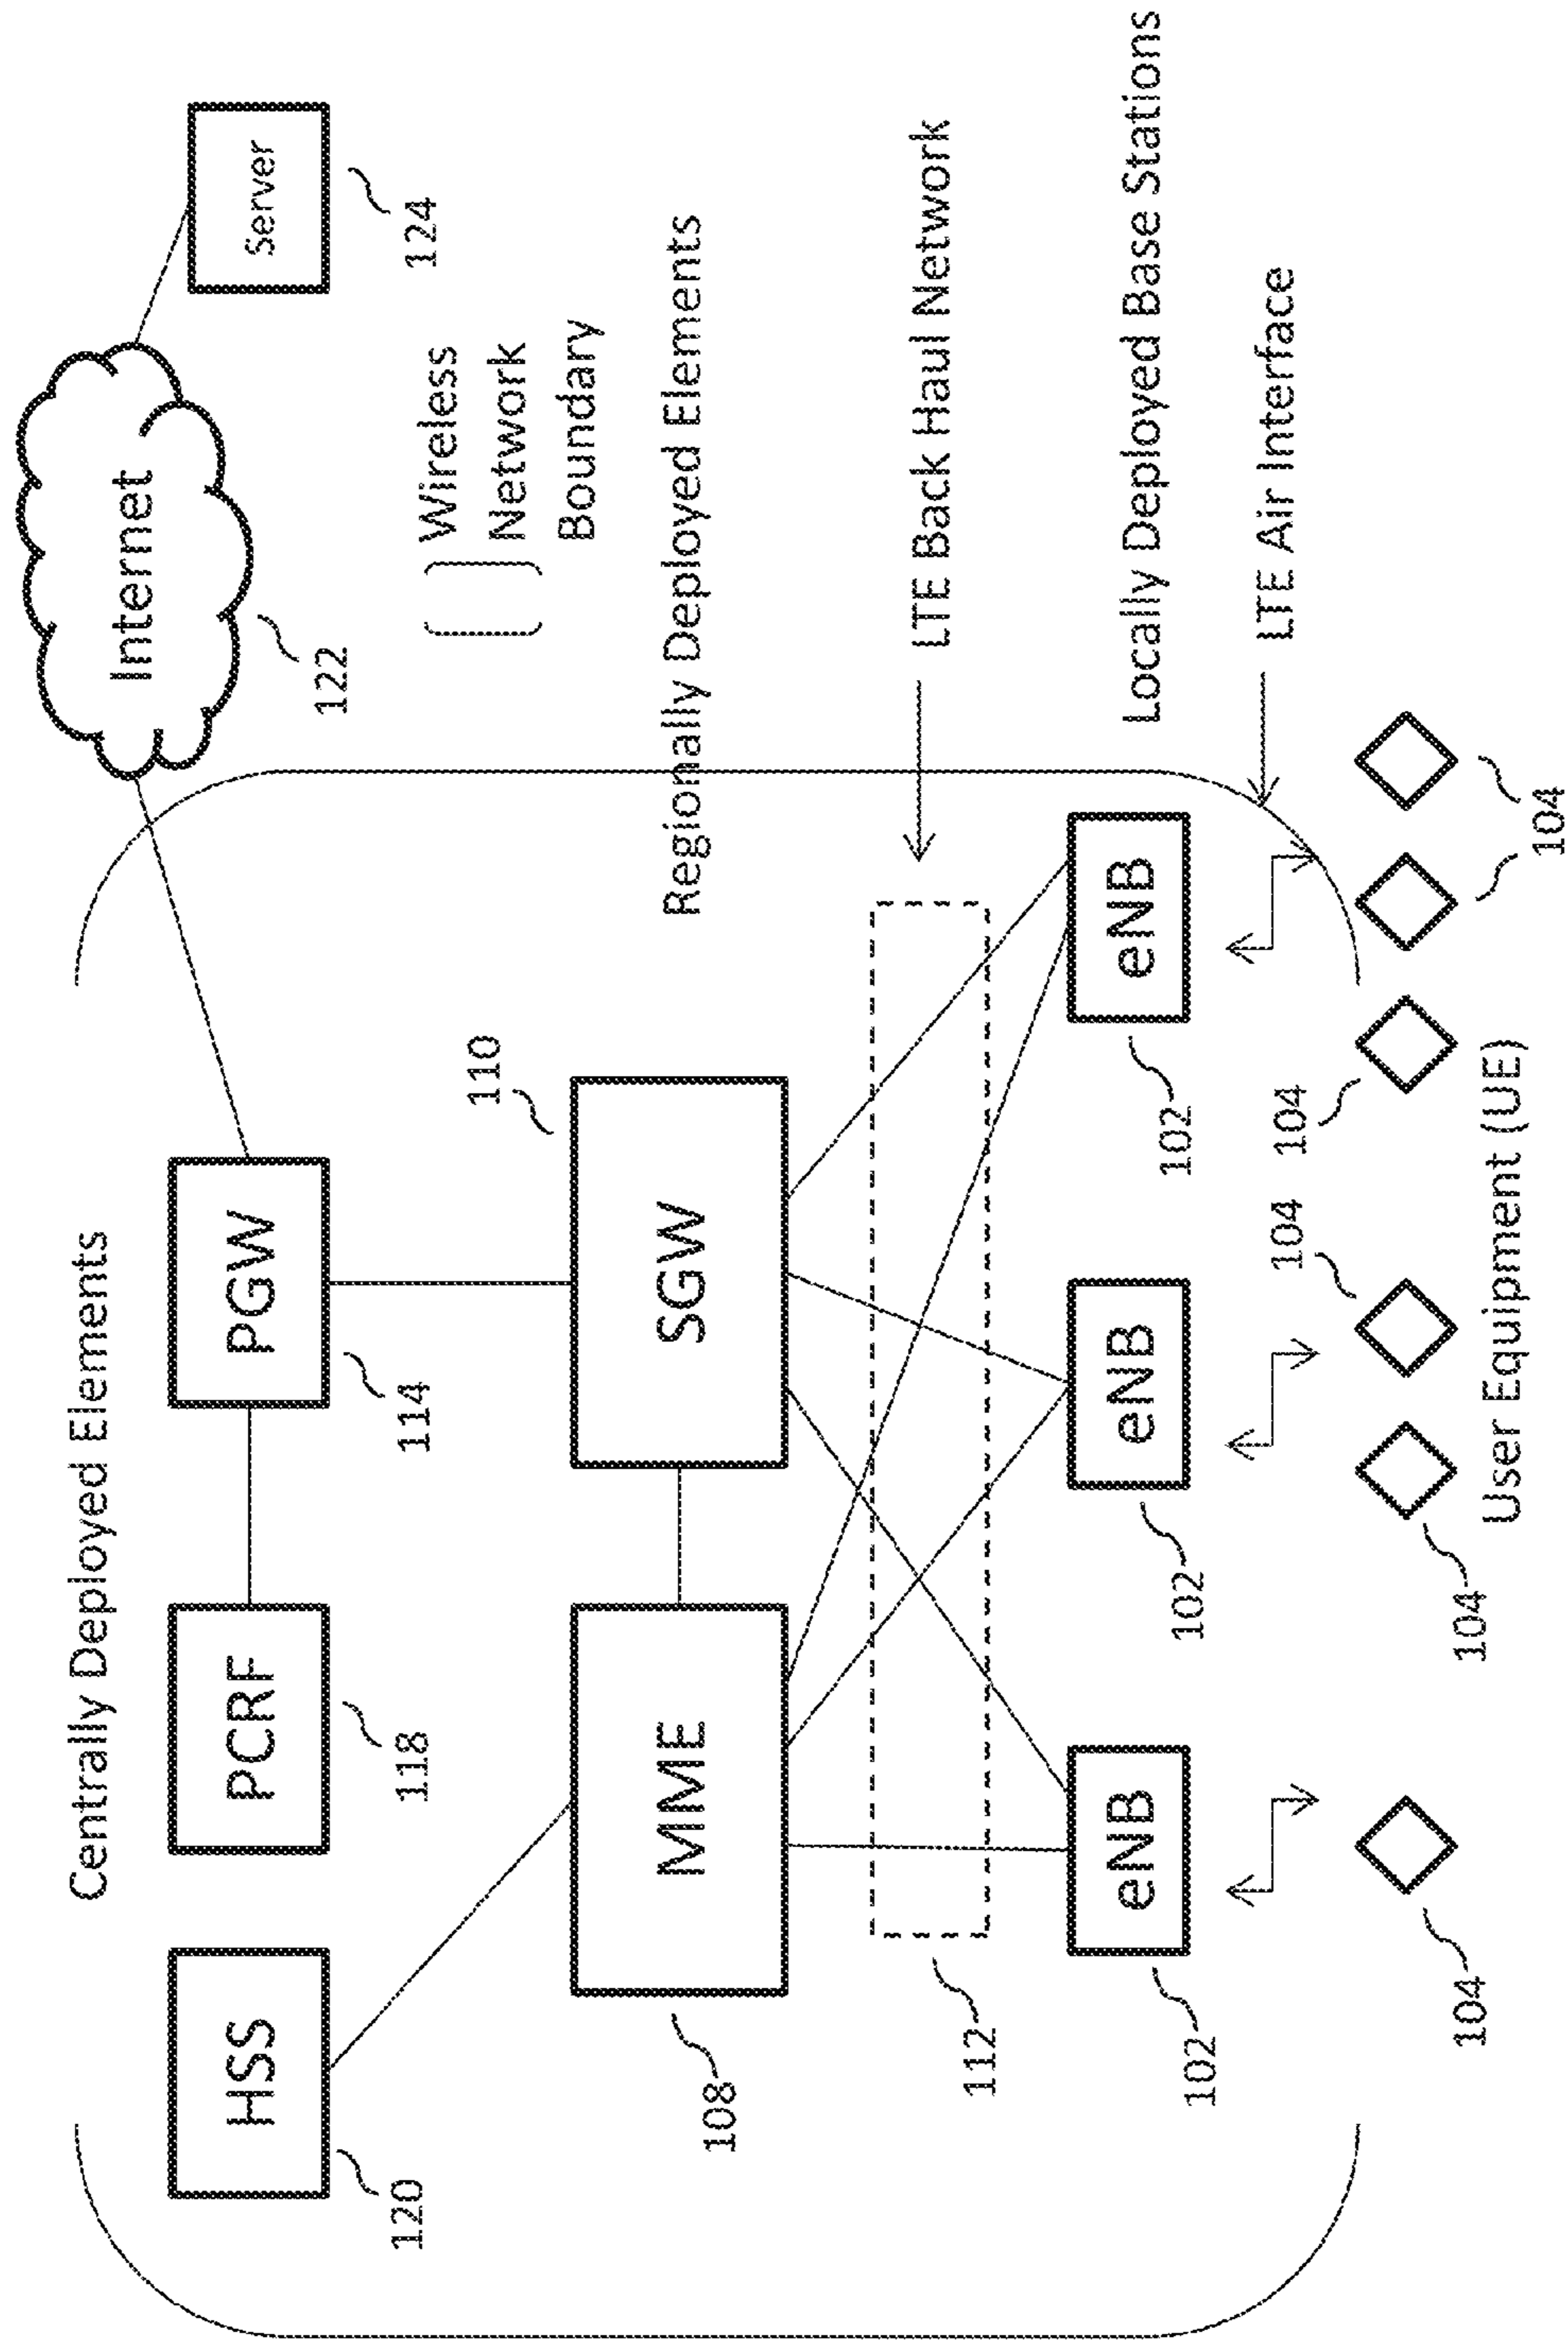 Centrally Deployed Elements
Internet
HSS
PCRF
PGW
Server
120
118
114
122
124
Wireless
Network
Boundary
110
MME
SGW
Regionally Deployed Elements
108
LTE Back Haul Network
112
eNB
eNB
eNB
Locally Deployed Base Stations
102
102
102
LTE Air Interface
104
104
104
104
104
User Equipment (UE)
104